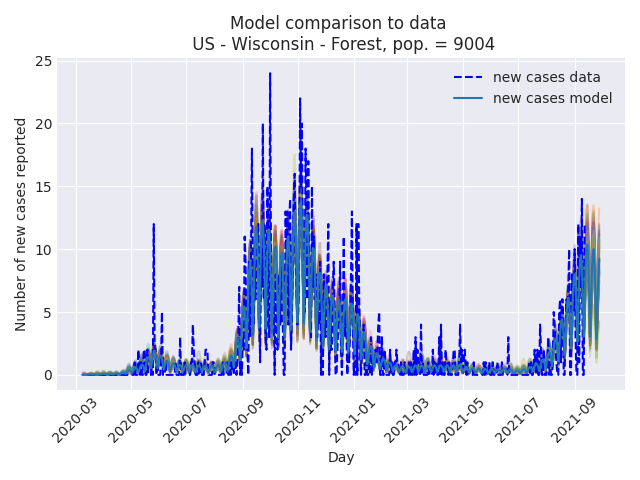 Model comparison to data
US - Wisconsin - Forest, pop. = 9004
25
20
15
10
5
0
Number of new cases reported
new cases data
new cases model
2020-03
2020-05
2020-07
2020-09
2020-11
2021-01
2021-03
2021-05
2021-07
2021-09
Day